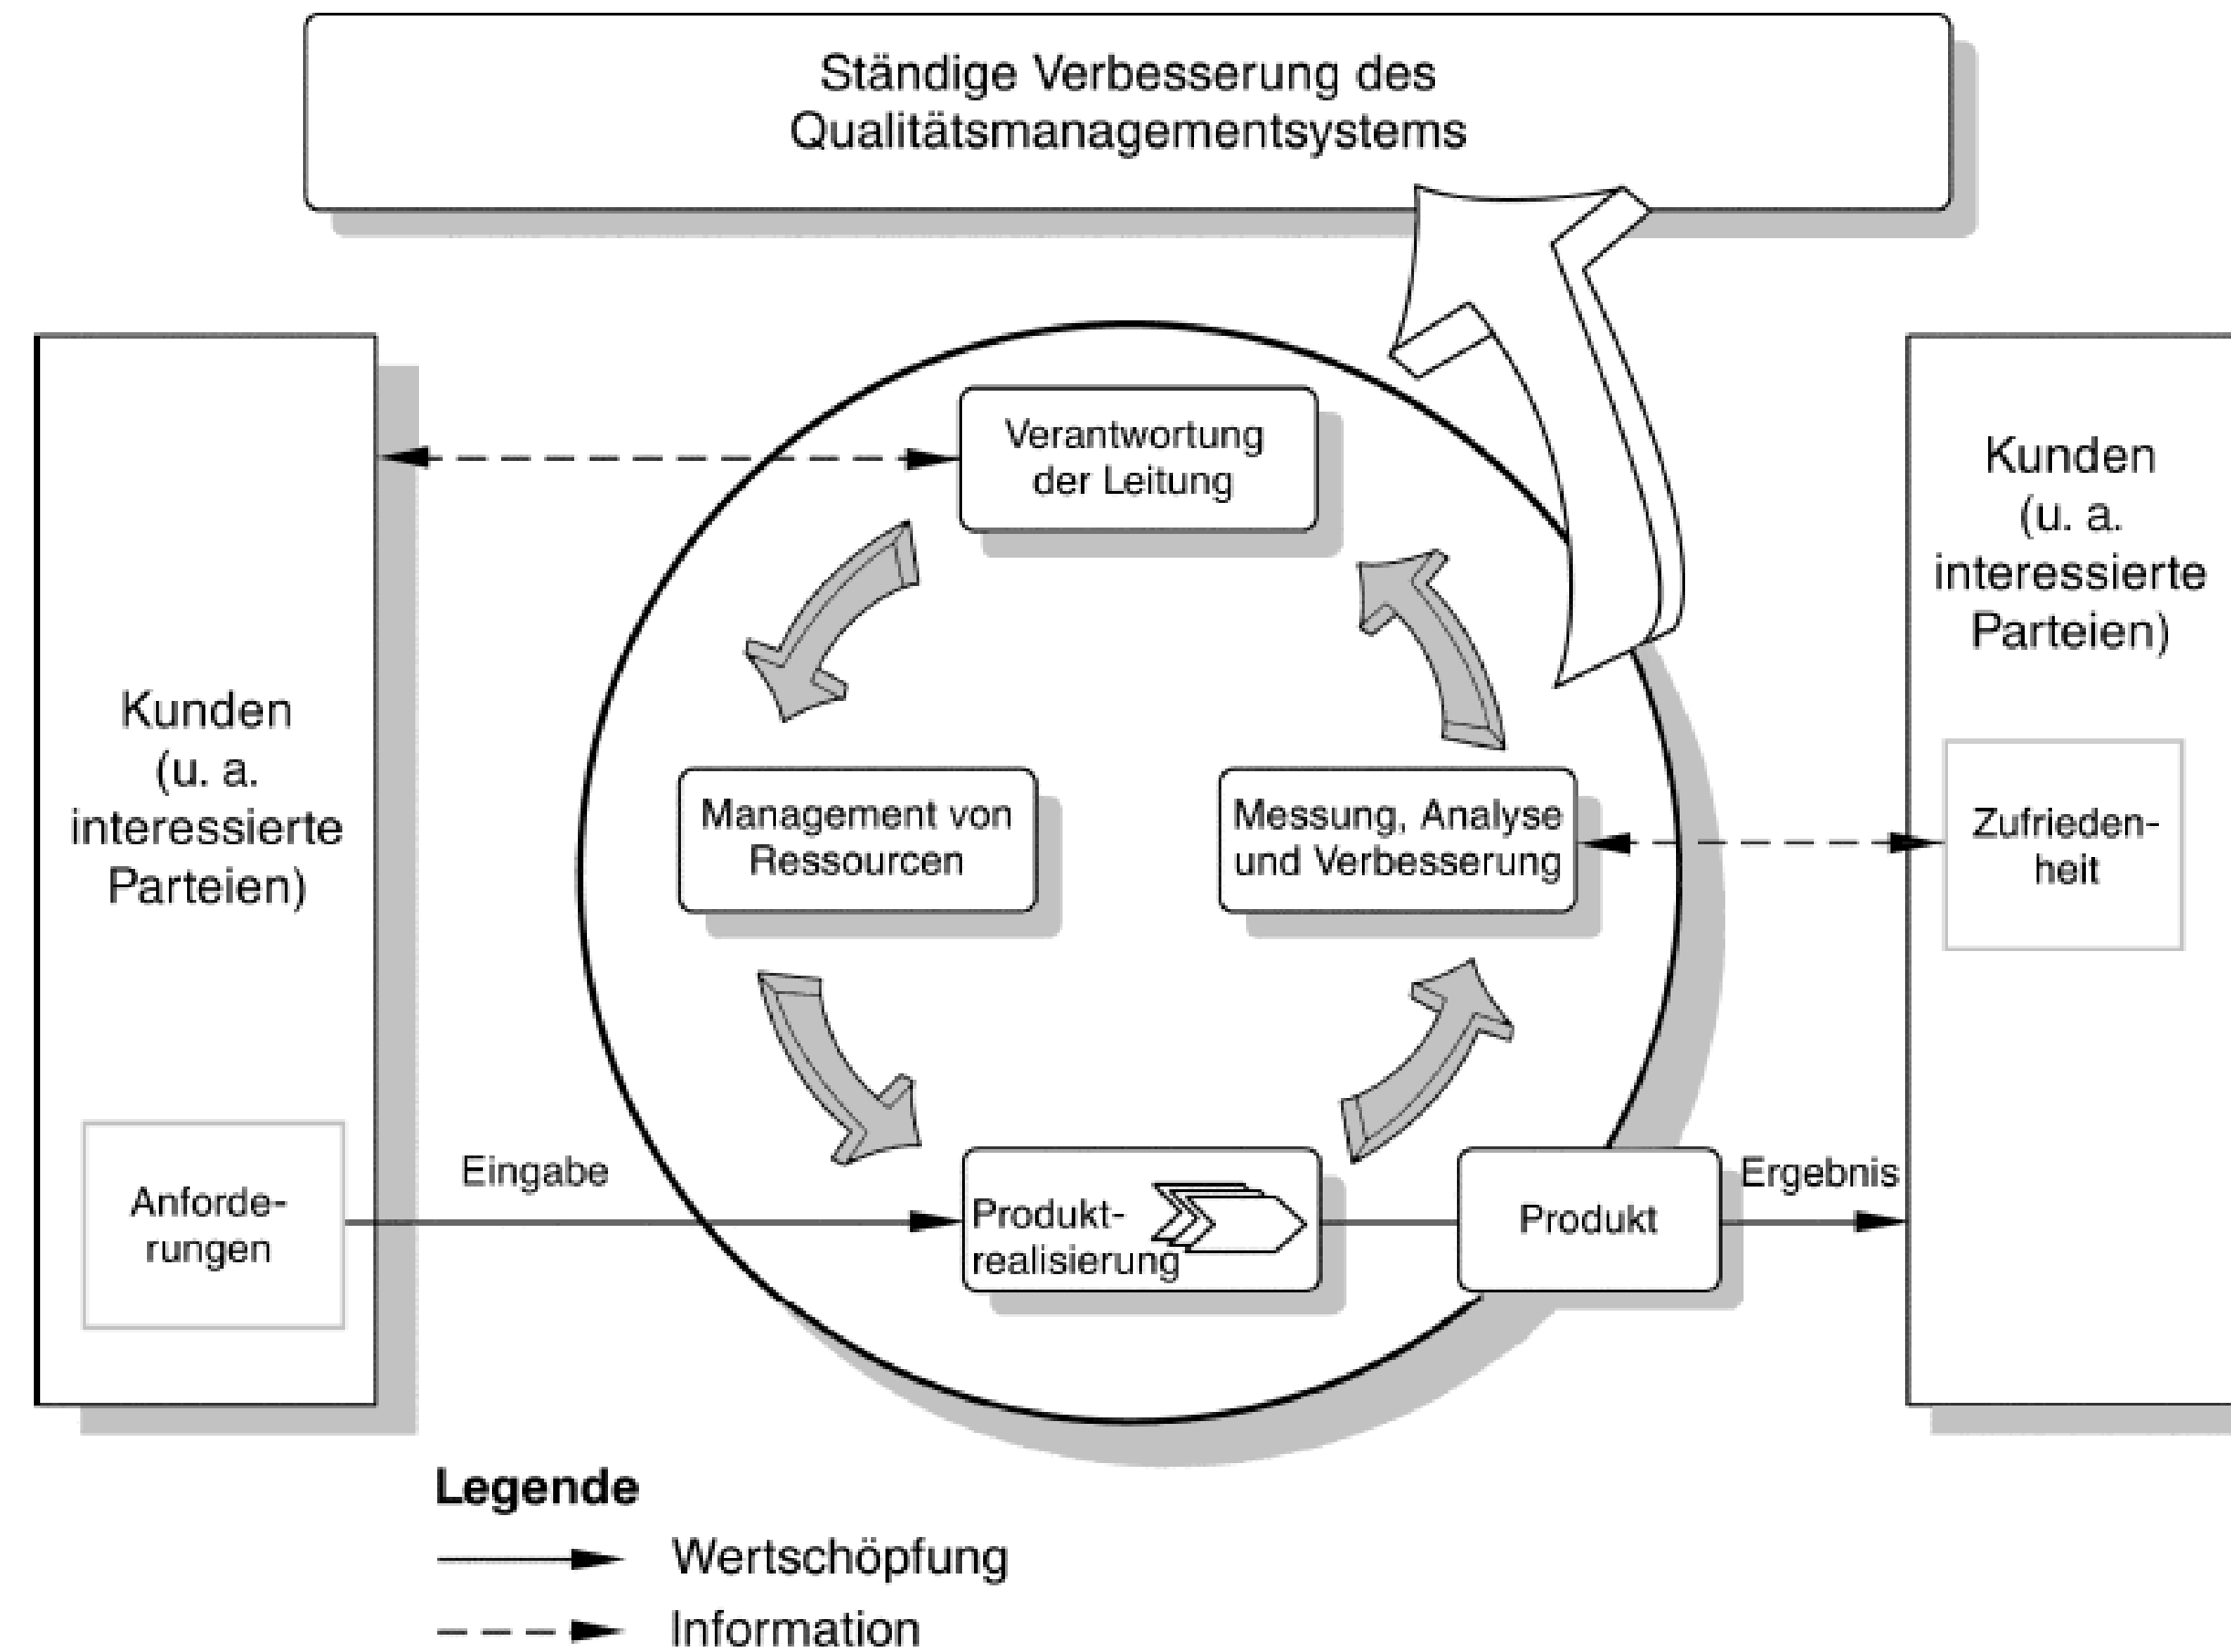 Ständige Verbesserung des
Qualitätsmanagementsystems
Verantwortung
der Leitung
Kunden
(u. a.
interessierte
Parteien)
Kunden
(u. a.
interessierte
Parteien)
Management von
Ressourcen
Messung, Analyse
und Verbesserung
Zufrieden-
heit
Anforde-
rungen
Eingabe
Produkt-
realisierung
Produkt
Ergebnis
Legende
Wertschöpfung
Information